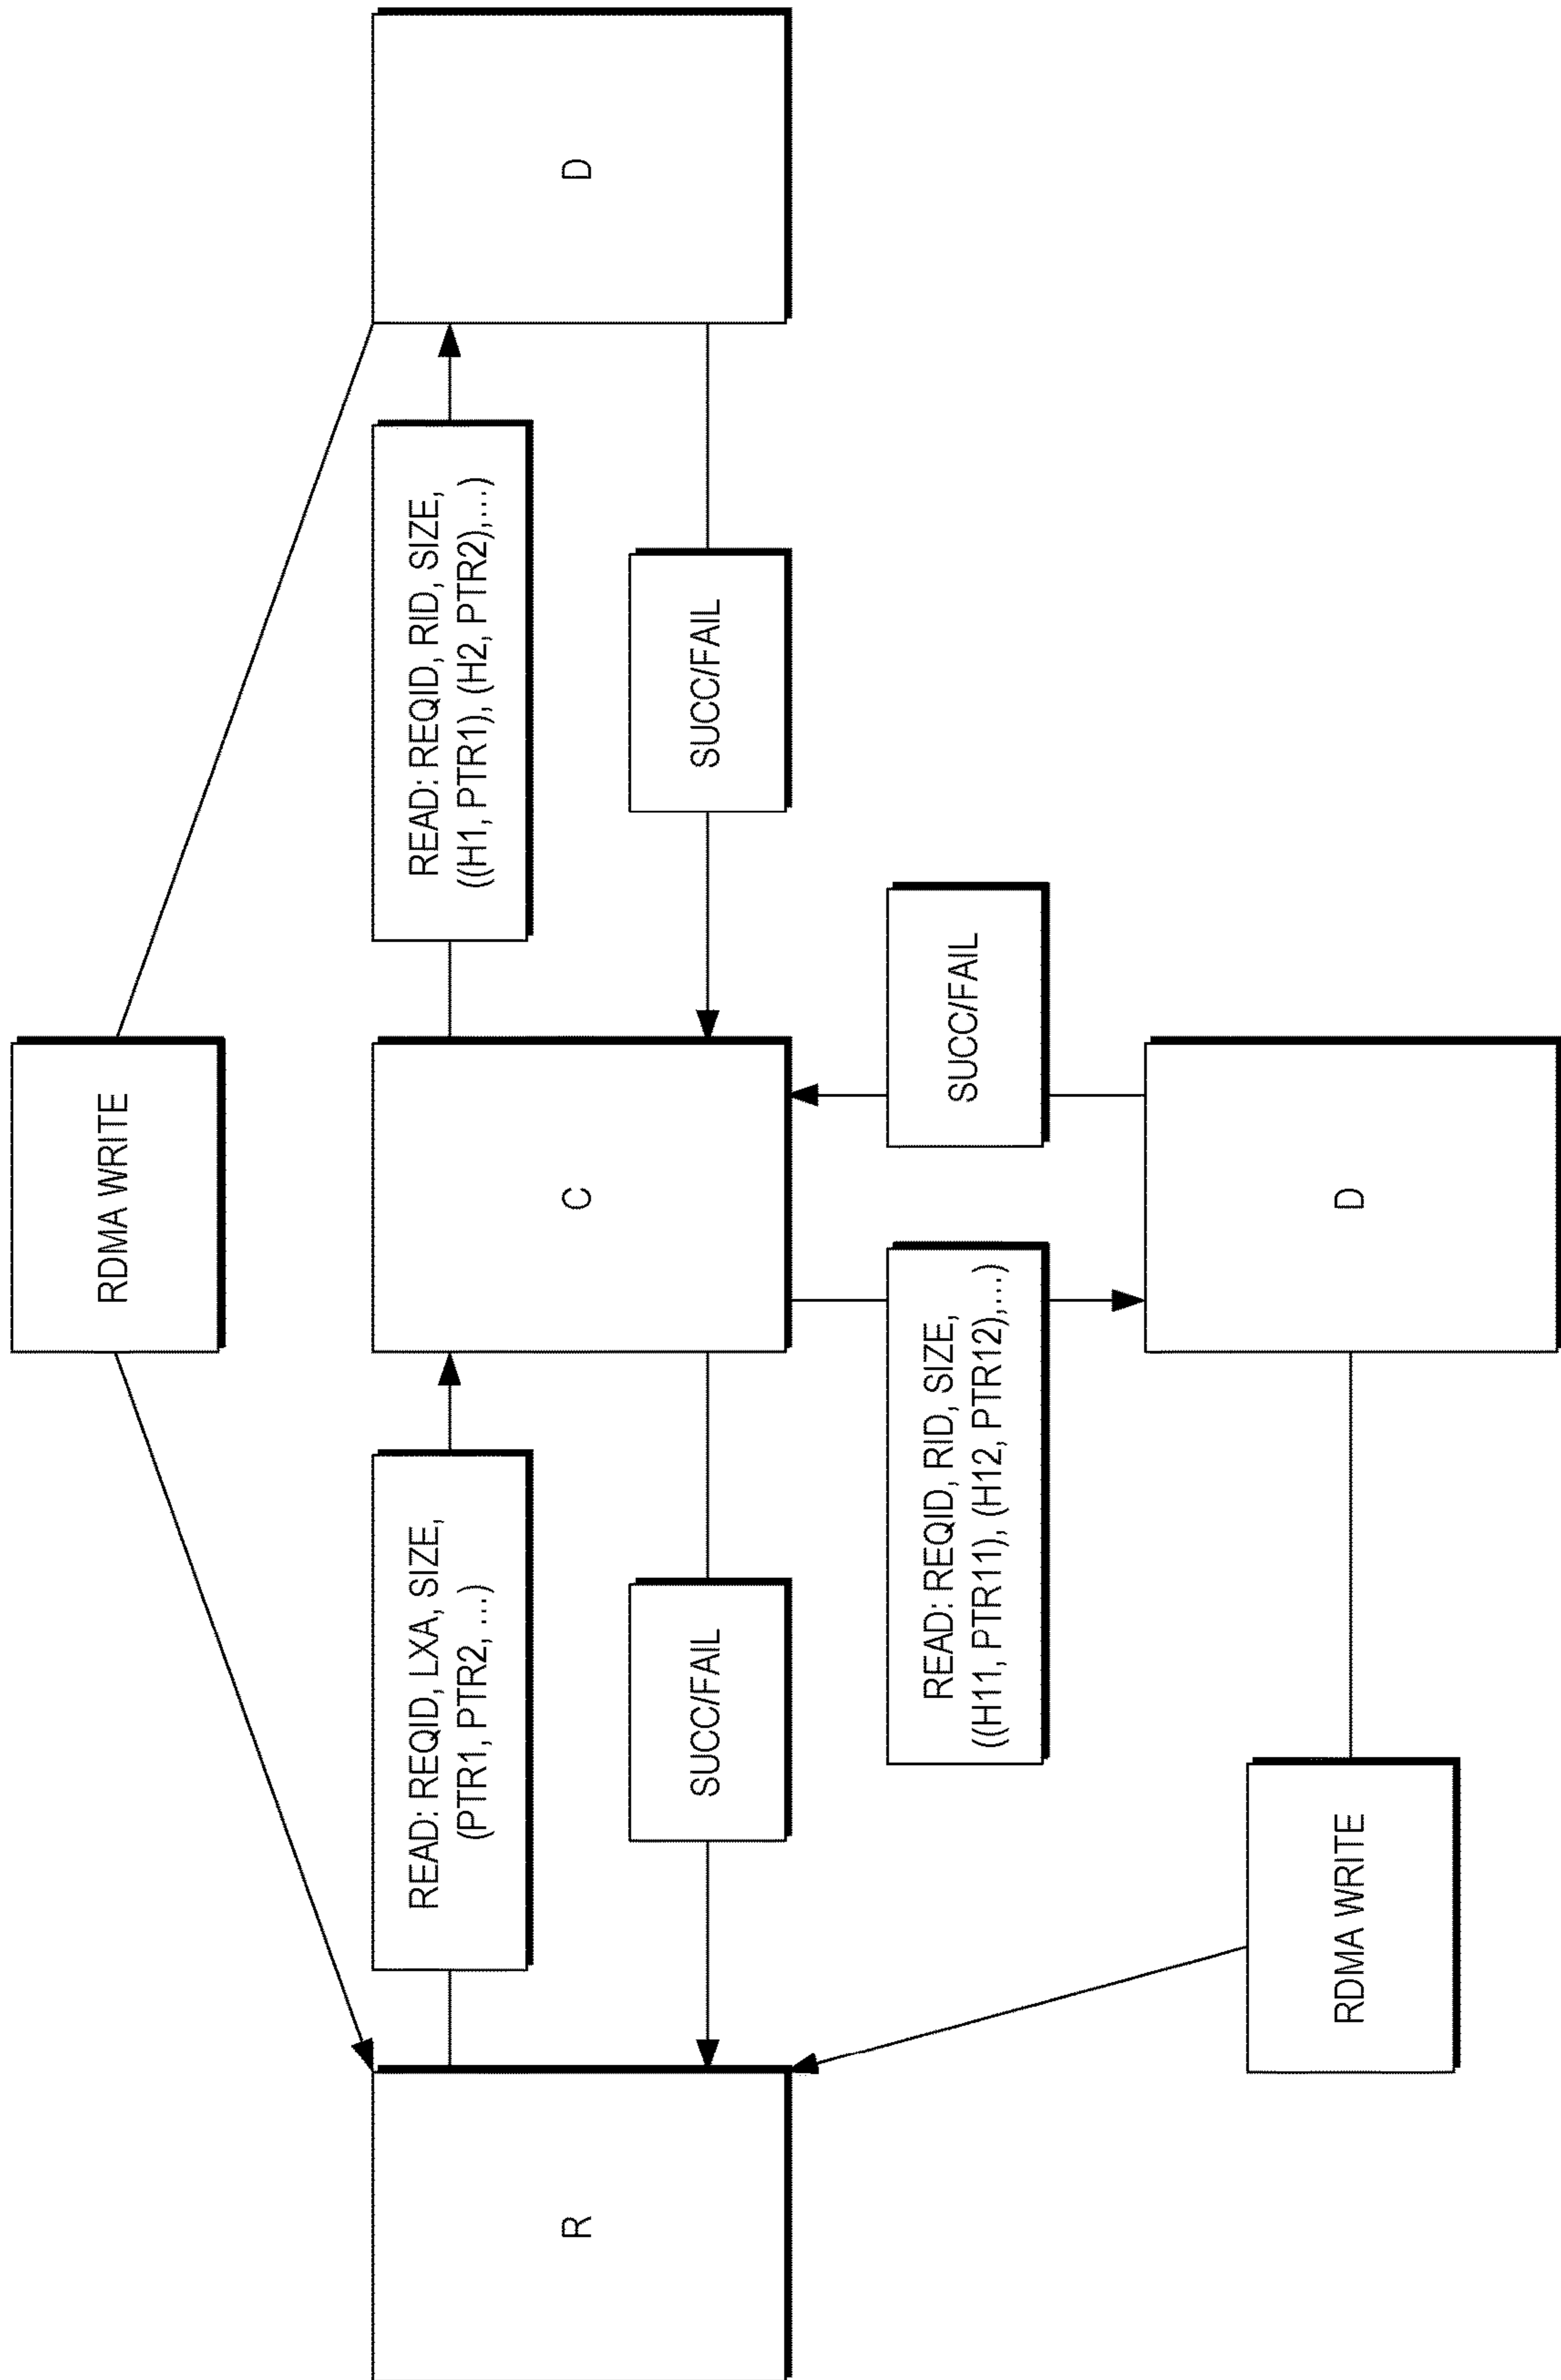 RDMA WRITE
READ: REQID, LXA, SIZE,
(PTR1, PTR2, …)
READ: REQID, RID, SIZE,
((H1, PTR1), (H2, PTR2),…)
R
C
D
SUCC/FAIL
SUCC/FAIL
READ: REQID, RID, SIZE,
((H11, PTR11), (H12, PTR12),…)
SUCC/FAIL
RDMA WRITE
D